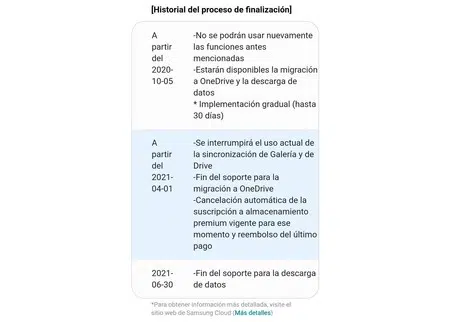 [Historial del proceso de finalización]
A
partir
del
2020-
10-05
-No se podrán usar nuevamente
las funciones antes
mencionadas
-Estarán disponibles la migración
a OneDrive y la descarga de
datos
* Implementación gradual (hasta
30 días)
A
partir
del
2021-
04-01
-Se interrumpirá el uso actual de
la sincronización de Galería y de
Drive
-Fin del soporte para la
migración a OneDrive
-Cancelación automática de la
suscripción a almacenamiento
premium vigente para ese
momento y reembolso del último
pago
2021-
06-30
-Fin del soporte para la descarga
de datos
*Para obtener información más detallada, visite el
sitio web de Samsung Cloud (Más detalles)